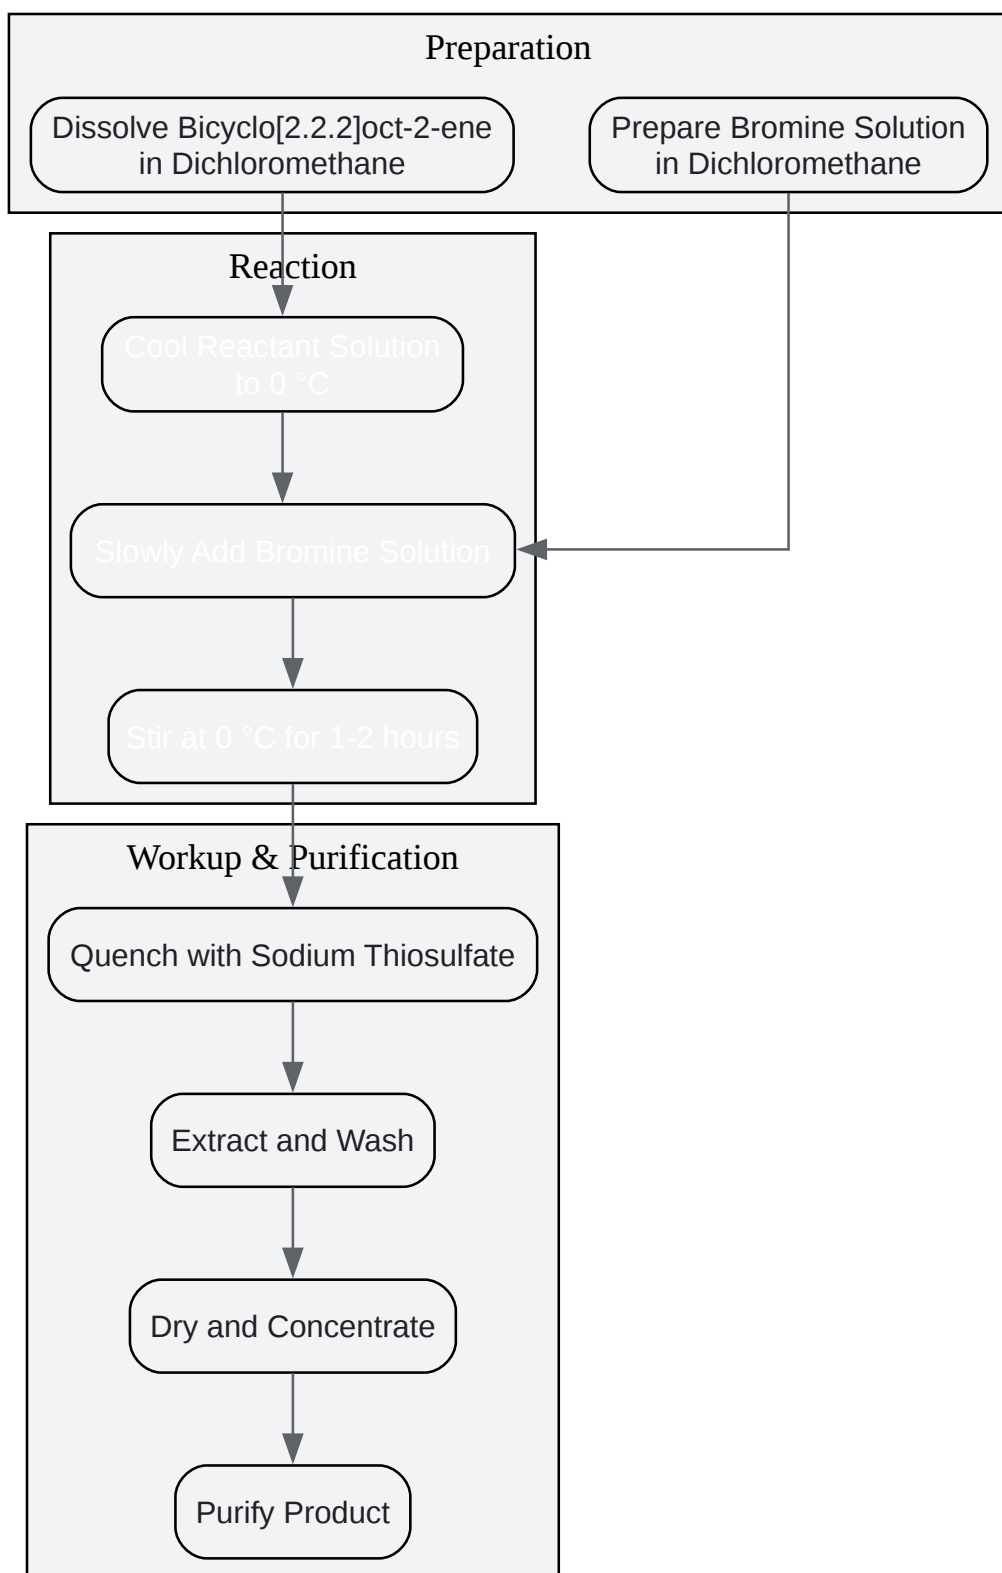 Preparation
Dissolve Bicyclo[2.2.2]oct-2-ene
in Dichloromethane
Prepare Bromine Solution
in Dichloromethane
Reaction
Cool Reactant Solution
to 0 °C
Slowly Add Bromine Solution
Stir at 0 °C for 1-2 hours
Workup & Purification
Quench with Sodium Thiosulfate
Extract and Wash
Dry and Concentrate
Purify Product